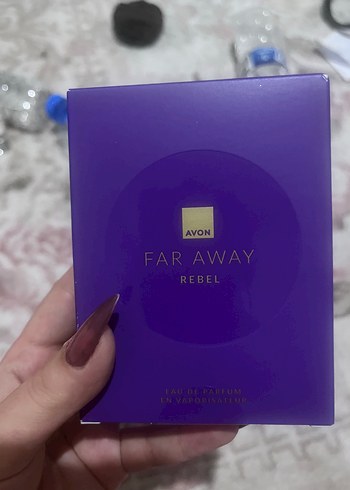 AVON
FAR AWAY
REBEL
EAU DE PARFUM
EN VAPORISATEUR